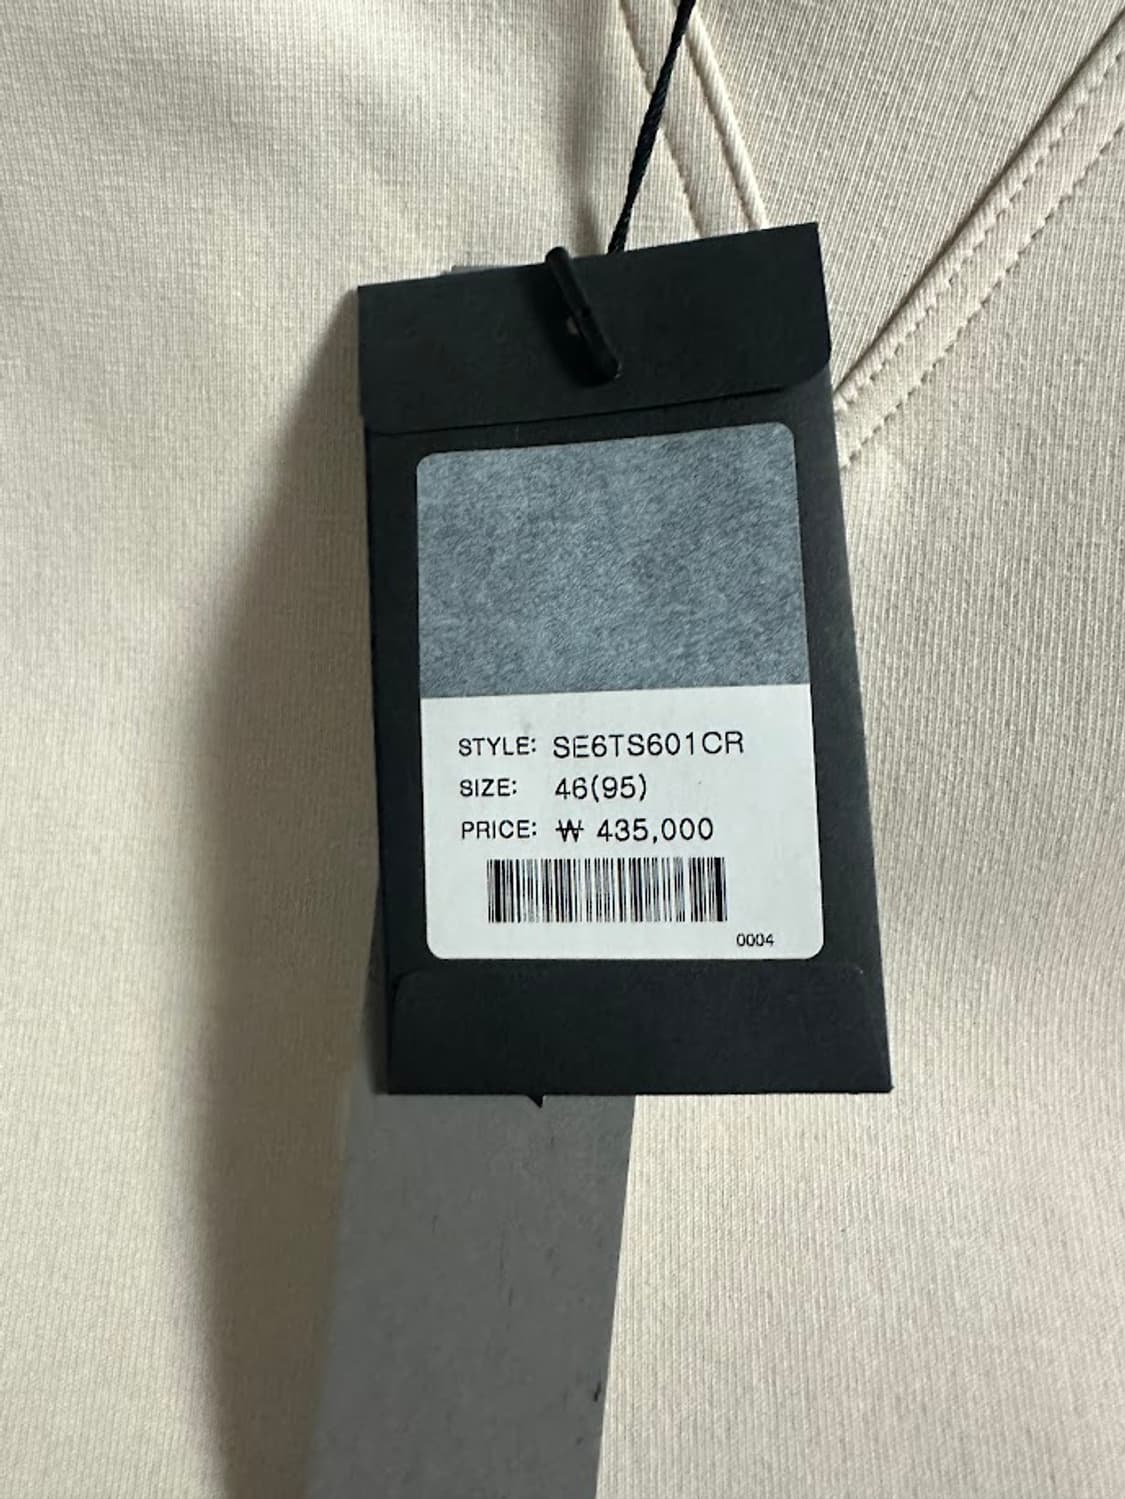 STYLE: SE6TS601CR
SIZE: 46(95)
PRICE: ₩ 435,000
0004